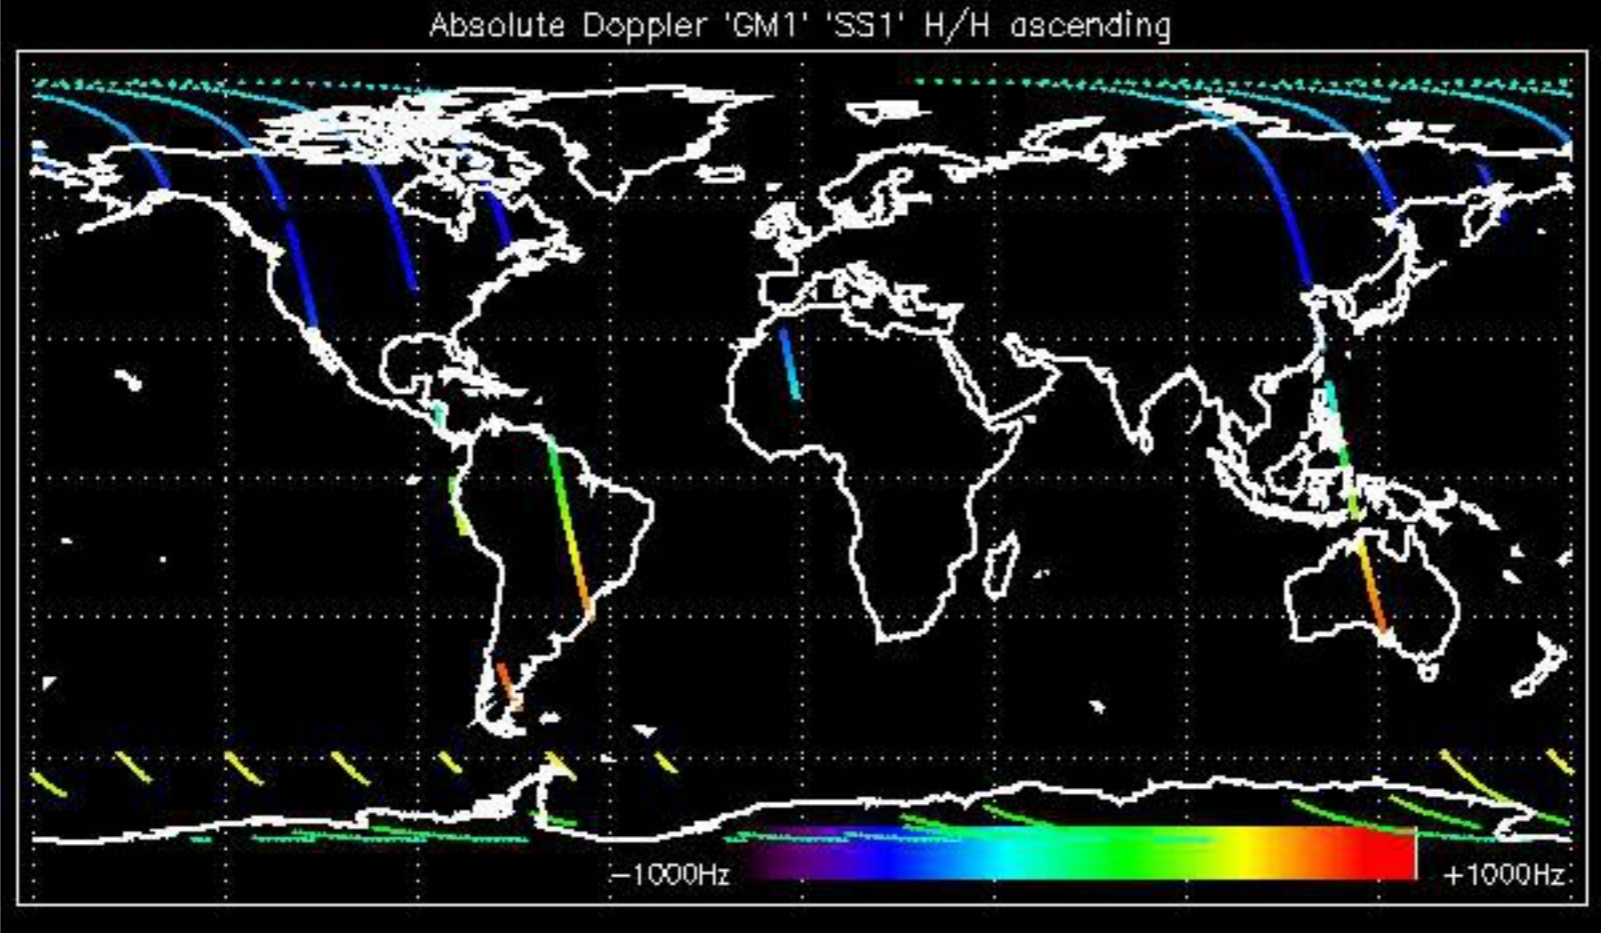 Absolute Doppler 'GM1' 'SS1' H/H ascending
−1000Hz +1000Hz